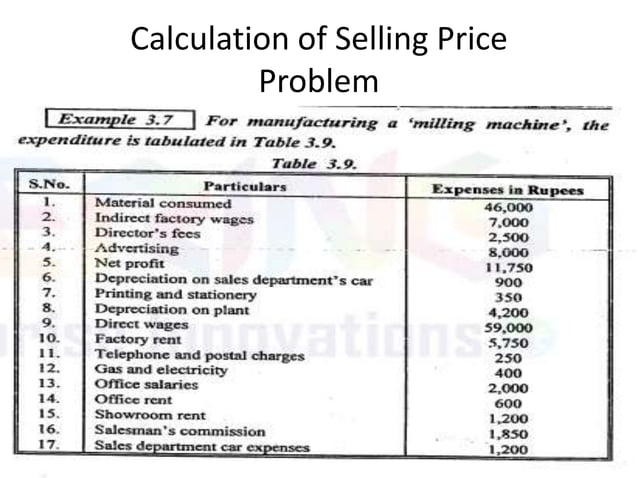 Calculation of Selling Price
Problem
Example 3.7 For manufacturing a 'milling machine', the
expenditure is tabulated in Table 3.9.
Table 3.9.
S.No. Particulars Expenses in Rupees
1. Material consumed 46,000
2. Indirect factory wages 7,000
3. Director's fees 2,500
4. Advertising 8,000
5. Net profit 11,750
6. Depreciation on sales department's car 900
7. Printing and stationery 350
8. Depreciation on plant 4,200
9. Direct wages 59,000
10. Factory rent 5,750
11. Telephone and postal charges 250
12. Gas and electricity 400
13. Office salaries 2,000
14. Office rent 600
15. Showroom rent 1,200
16. Salesman's commission 1,850
17. Sales department car expenses 1,200